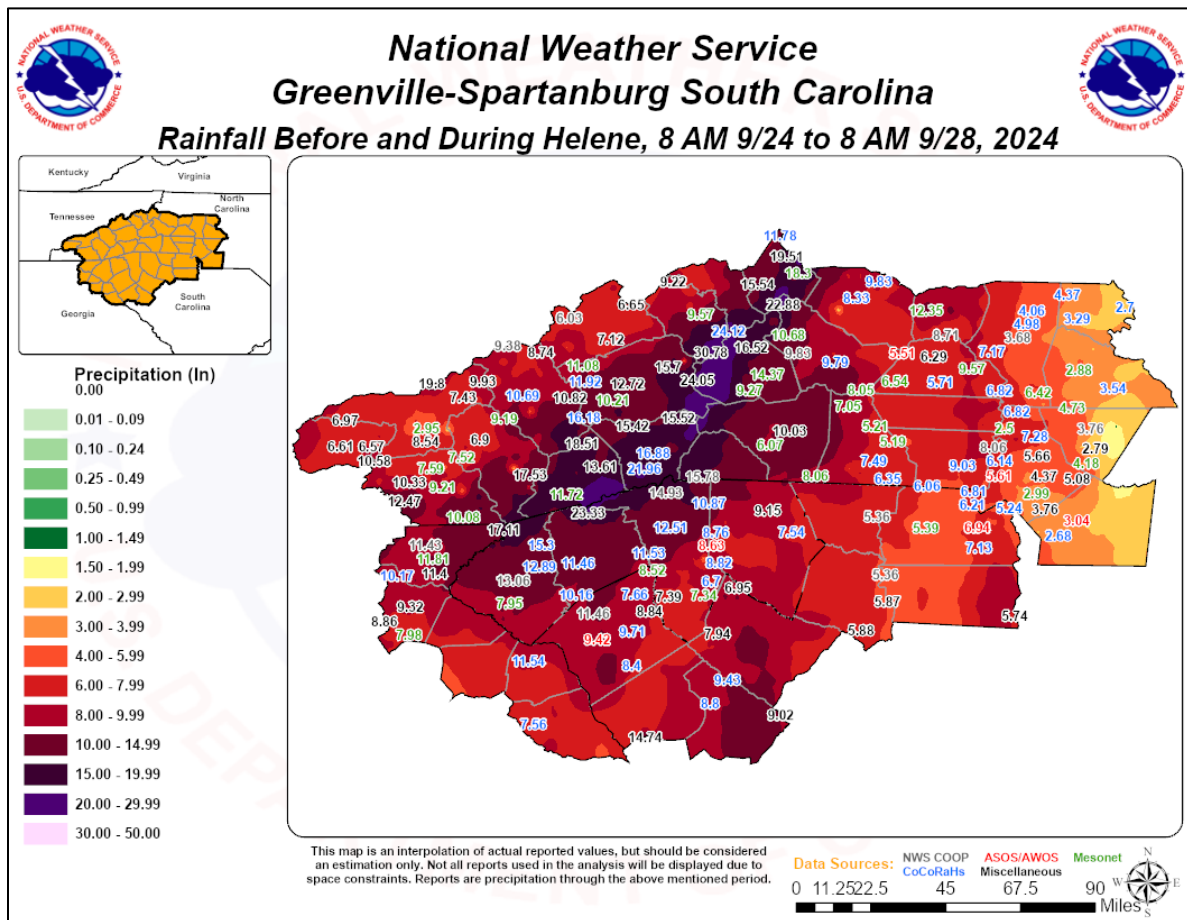 National Weather Service
Greenville-Spartanburg South Carolina
Rainfall Before and During Helene, 8 AM 9/24 to 8 AM 9/28, 2024
NATIONAL WEATHER SERVICE
U.S. DEPARTMENT OF COMMERCE
NATIONAL WEATHER SERVICE
U.S. DEPARTMENT OF COMMERCE
Kentucky
Virginia
Tennessee
North
Carolina
South
Carolina
Georgia
Precipitation (In)
0.00
0.01 - 0.09
0.10 - 0.24
0.25 - 0.49
0.50 - 0.99
1.00 - 1.49
1.50 - 1.99
2.00 - 2.99
3.00 - 3.99
4.00 - 5.99
6.00 - 7.99
8.00 - 9.99
10.00 - 14.99
15.00 - 19.99
20.00 - 29.99
30.00 - 50.00
11.78
19.51
18.3
9.22 15.54 9.83
4.37
6.65 22.88 8.33 12.35 4.06 2.7
6.03 9.57 4.98 3.29
7.12 24.12 10.68 8.71 3.68
9.38 8.74 30.78 16.52 9.83 5.51 6.29 7.17
11.08 15.7 14.37 9.79 9.57 2.88
19.8 9.93 11.92 12.72 24.05 9.27 8.05 6.54 5.71 6.82 6.42 3.54
7.43 10.69 10.82 10.21 7.05 6.82 4.73
6.97 9.19 16.18 15.42 15.52 5.21 2.5 3.76
2.95 10.03 7.28
6.61 6.57 8.54 6.9 18.51 6.07 5.19 8.06 5.66 2.79
10.58 7.52 13.61 16.88 7.49 9.03 6.14 4.18
7.59 17.53 21.96 15.78 8.06 6.35 5.61 4.37 5.08
10.33 9.21 11.72 14.93 6.06 6.81 2.99
12.47 23.33 10.87 9.15 6.21 5.24 3.76
10.08 17.11 12.51 8.76 7.54 5.36 5.39 6.94 3.04
11.43 15.3 8.63 7.13 2.68
11.81 12.89 11.46 11.53 8.82
10.17 11.4 13.06 8.52 6.7 5.36
9.32 7.95 10.16 7.66 7.39 7.34 6.95 5.87
8.86 11.46 8.84 5.74
7.98 9.42 9.71 7.94 5.88
11.54 8.4 9.43
7.56 8.8 9.02
14.74
This map is an interpolation of actual reported values, but should be considered
an estimation only. Not all reports used in the analysis will be displayed due to
space constraints. Reports are precipitation through the above mentioned period.
Data Sources: NWS COOP ASOS/AWOS Mesonet
CoCoRaHs Miscellaneous
0 11.25 22.5 45 67.5 90
Miles
N
W E
S